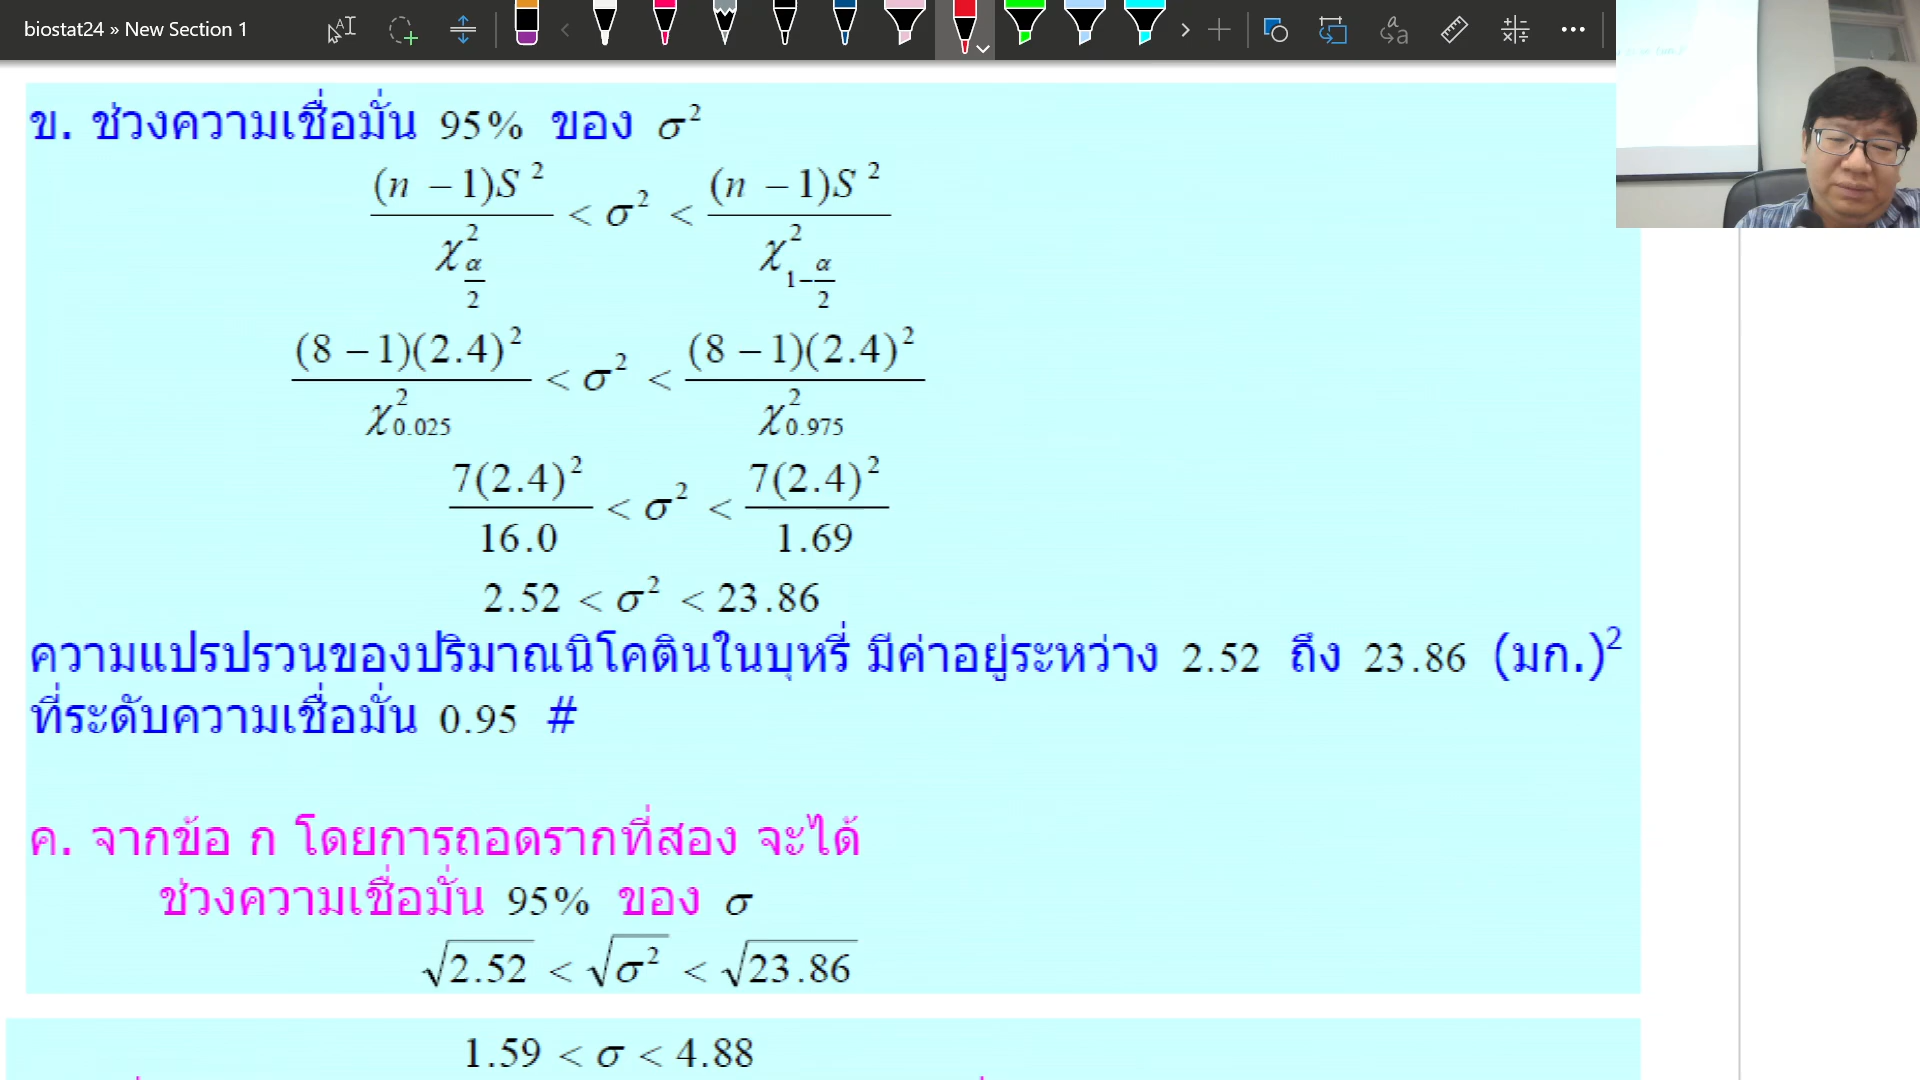 biostat24 » New Section 1
ข. ช่วงความเชื่อมั่น 95% ของ σ²
(n − 1)S² / χ²_{α/2} < σ² < (n − 1)S² / χ²_{1−α/2}
(8 − 1)(2.4)² / χ²_{0.025} < σ² < (8 − 1)(2.4)² / χ²_{0.975}
7(2.4)² / 16.0 < σ² < 7(2.4)² / 1.69
2.52 < σ² < 23.86
ความแปรปรวนของปริมาณนิโคตินในบุหรี่ มีค่าอยู่ระหว่าง 2.52 ถึง 23.86 (มก.)²
ที่ระดับความเชื่อมั่น 0.95 #
ค. จากข้อ ก โดยการถอดรากที่สอง จะได้
ช่วงความเชื่อมั่น 95% ของ σ
√2.52 < √σ² < √23.86
1.59 < σ < 4.88